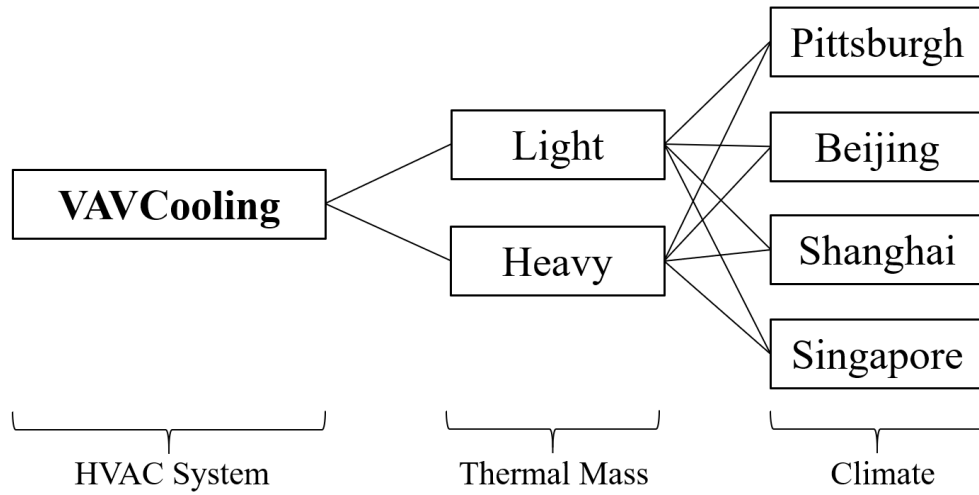 VAVCooling
Light
Heavy
Pittsburgh
Beijing
Shanghai
Singapore
HVAC System
Thermal Mass
Climate